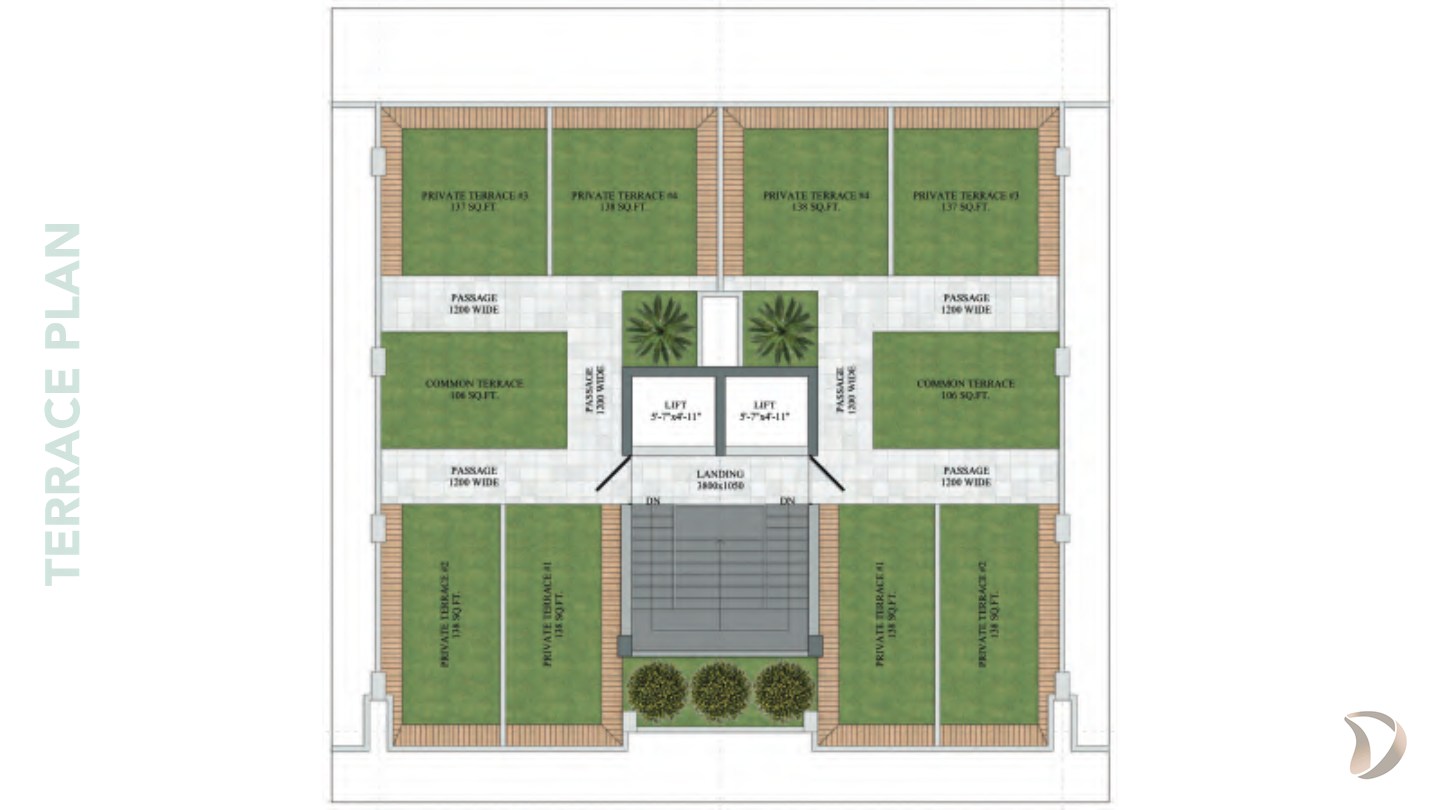 TERRACE PLAN
PRIVATE TERRACE #3
137 SQ.FT.
PRIVATE TERRACE #4
138 SQ.FT.
PRIVATE TERRACE #4
138 SQ.FT.
PRIVATE TERRACE #3
137 SQ.FT.
PASSAGE
1200 WIDE
PASSAGE
1200 WIDE
COMMON TERRACE
106 SQ.FT.
PASSAGE
1200 WIDE
LIFT
5'-7"x4'-11"
LIFT
5'-7"x4'-11"
PASSAGE
1200 WIDE
COMMON TERRACE
106 SQ.FT.
PASSAGE
1200 WIDE
LANDING
3800x1050
PASSAGE
1200 WIDE
DN
DN
PRIVATE TERRACE #2
138 SQ.FT.
PRIVATE TERRACE #1
138 SQ.FT.
PRIVATE TERRACE #1
138 SQ.FT.
PRIVATE TERRACE #2
138 SQ.FT.